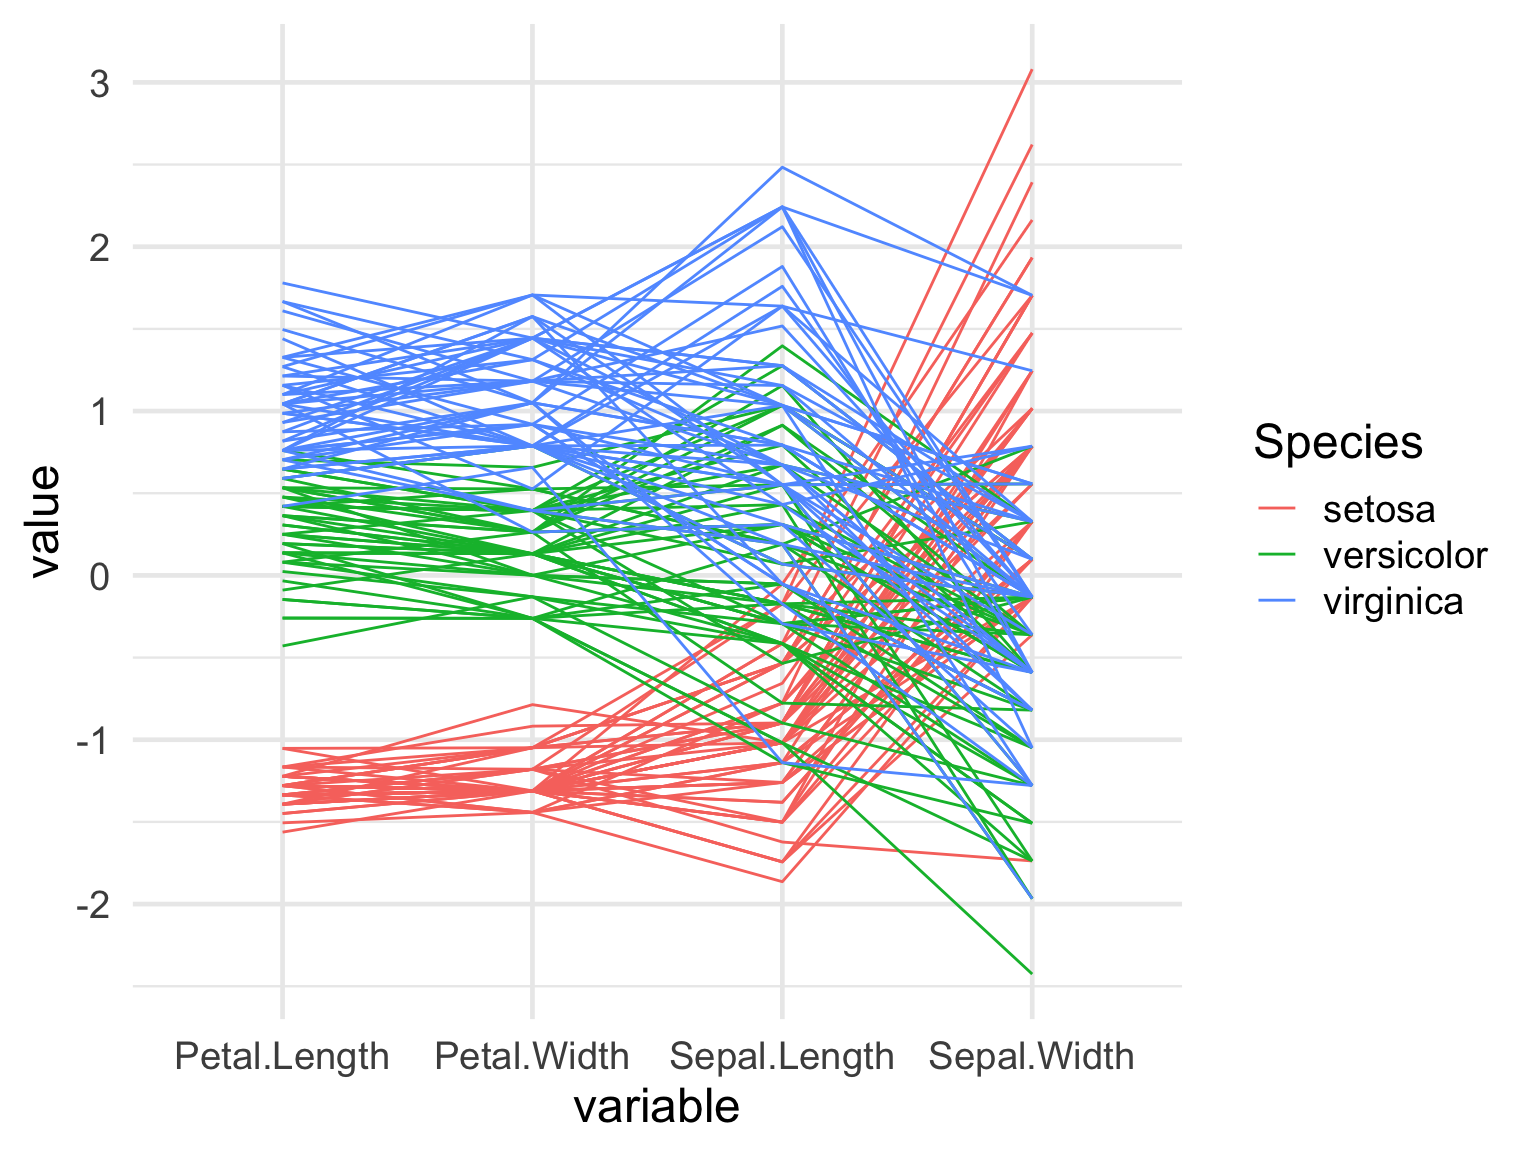 3
2
1
0
-1
-2
value
Petal.Length
Petal.Width
Sepal.Length
Sepal.Width
variable
Species
setosa
versicolor
virginica